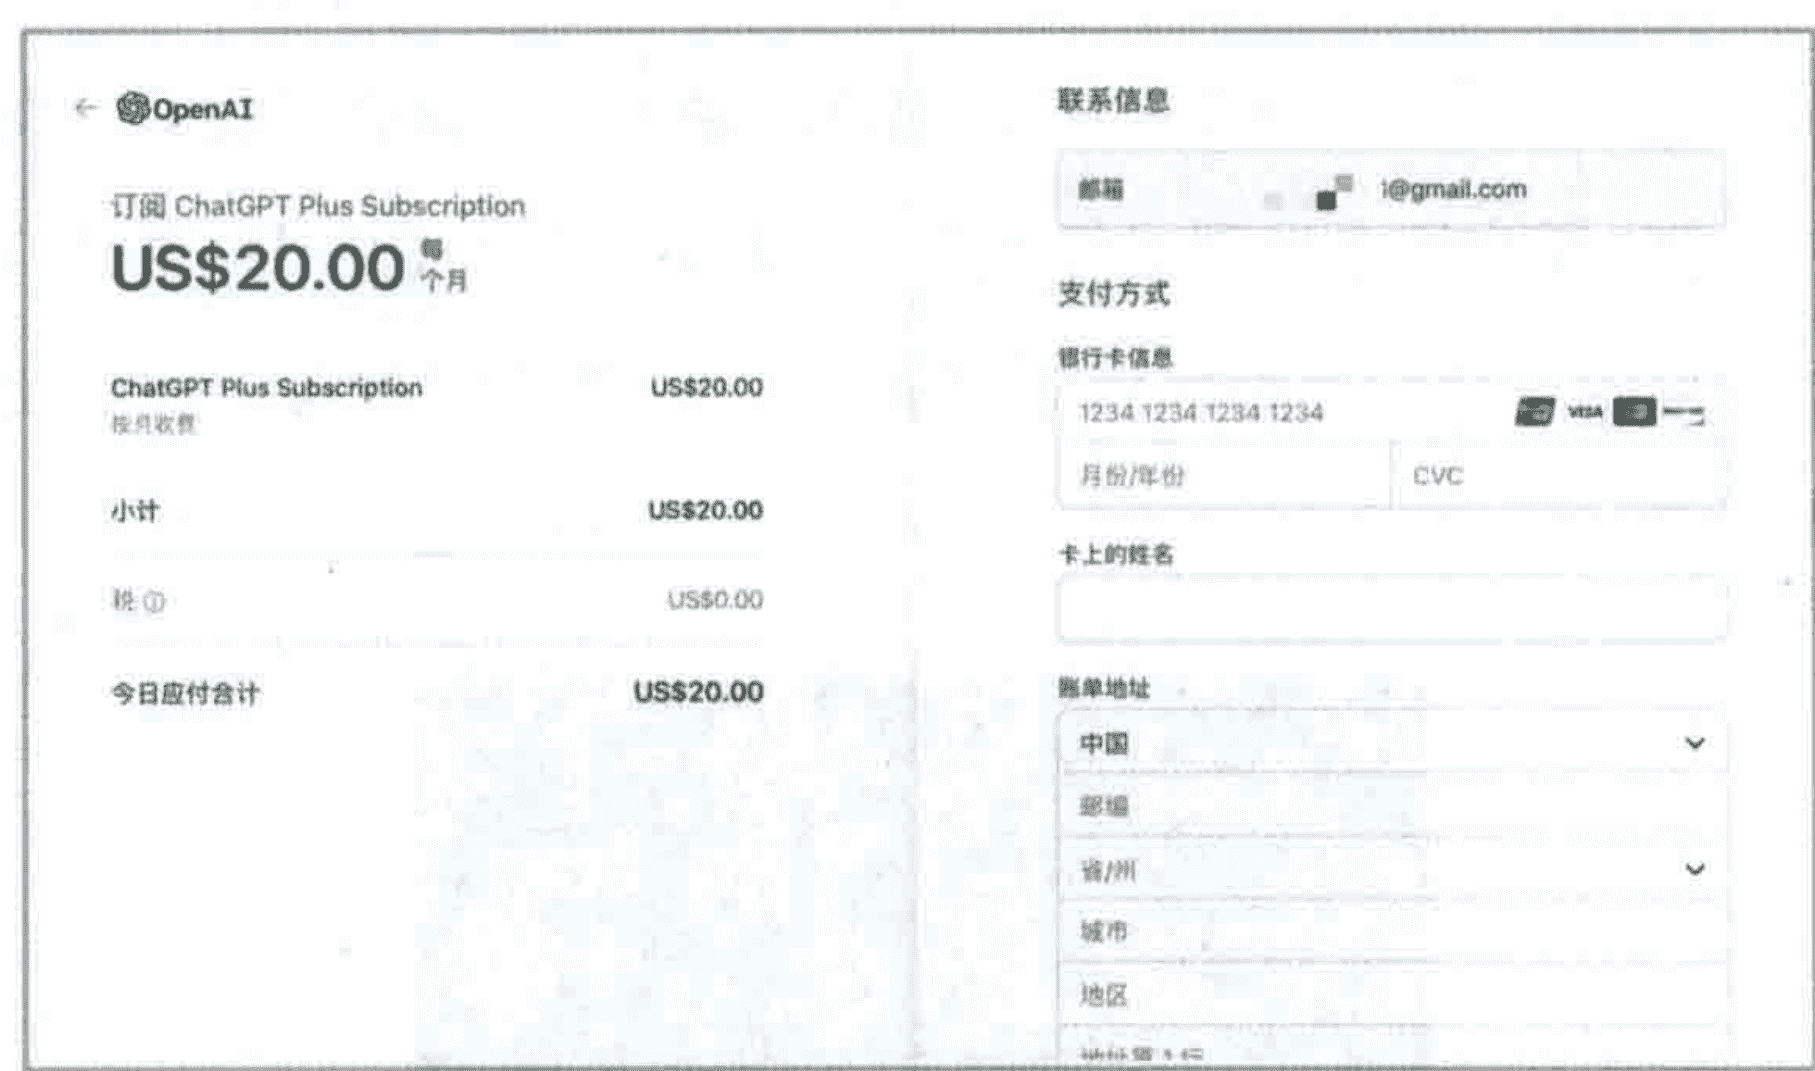 OpenAI
订阅 ChatGPT Plus Subscription
US$20.00 每
个月
ChatGPT Plus Subscription US$20.00
按月收费
小计 US$20.00
税 US$0.00
今日应付合计 US$20.00
联系信息
邮箱 i@gmail.com
支付方式
银行卡信息
1234 1234 1234 1234 VISA
月份/年份 CVC
卡上的姓名
账单地址
中国
邮编
省/州
城市
地区